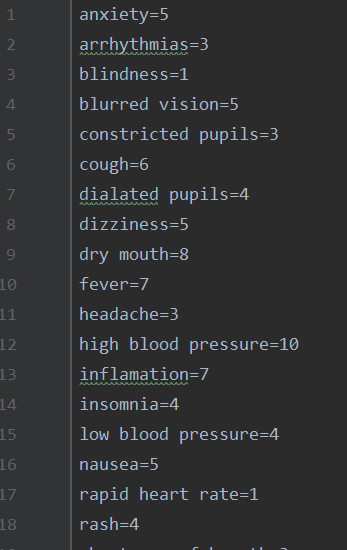 1 anxiety=5
2 arrhythmias=3
3 blindness=1
4 blurred vision=5
5 constricted pupils=3
6 cough=6
7 dialated pupils=4
8 dizziness=5
9 dry mouth=8
10 fever=7
11 headache=3
12 high blood pressure=10
13 inflamation=7
14 insomnia=4
15 low blood pressure=4
16 nausea=5
17 rapid heart rate=1
18 rash=4